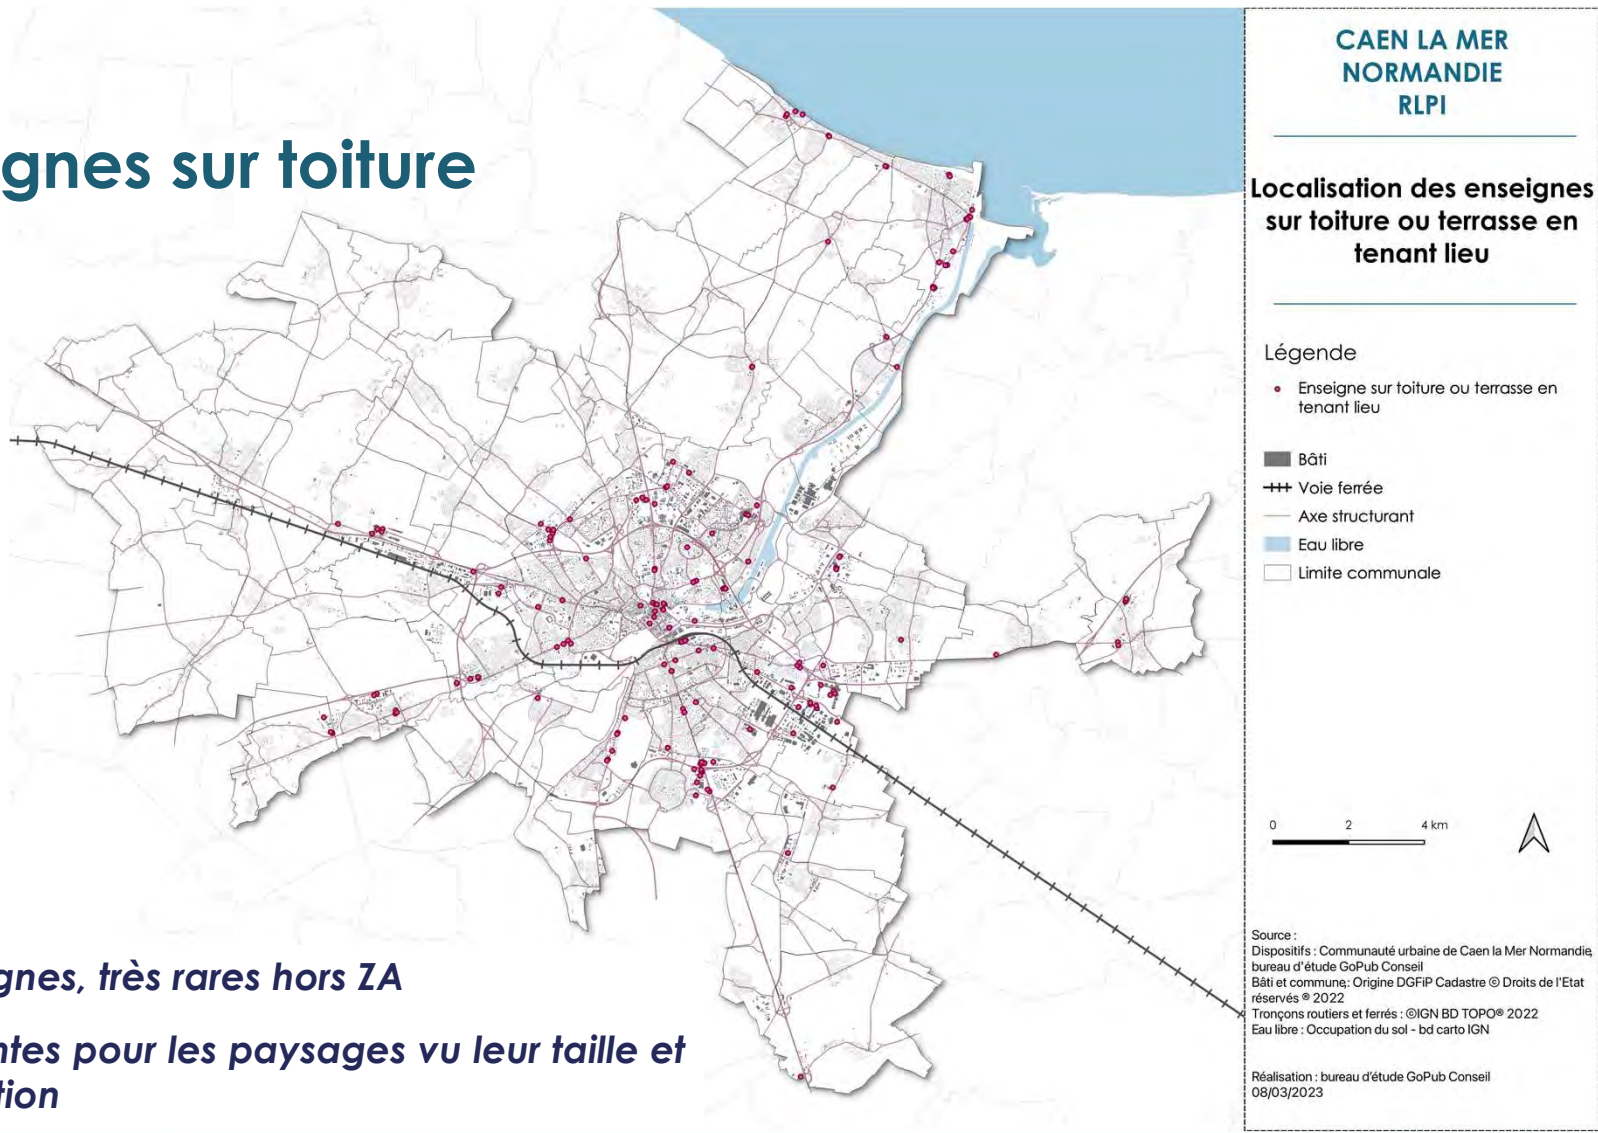 gnes sur toiture
gnes, très rares hors ZA
ntes pour les paysages vu leur taille et
tion
CAEN LA MER
NORMANDIE
RLPI
Localisation des enseignes
sur toiture ou terrasse en
tenant lieu
Légende
Enseigne sur toiture ou terrasse en
tenant lieu
Bâti
Voie ferrée
Axe structurant
Eau libre
Limite communale
0 2 4 km
Source :
Dispositifs : Communauté urbaine de Caen la Mer Normandie,
bureau d'étude GoPub Conseil
Bâti et commune,: Origine DGFiP Cadastre © Droits de l'Etat
réservés ® 2022
Tronçons routiers et ferrés : ©IGN BD TOPO® 2022
Eau libre : Occupation du sol - bd carto IGN
Réalisation : bureau d'étude GoPub Conseil
08/03/2023